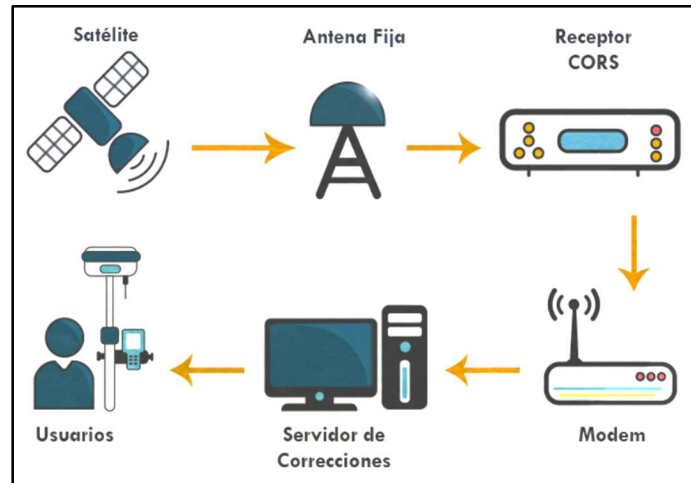 Satélite
Antena Fija
Receptor
CORS
Usuarios
Servidor de
Correcciones
Modem